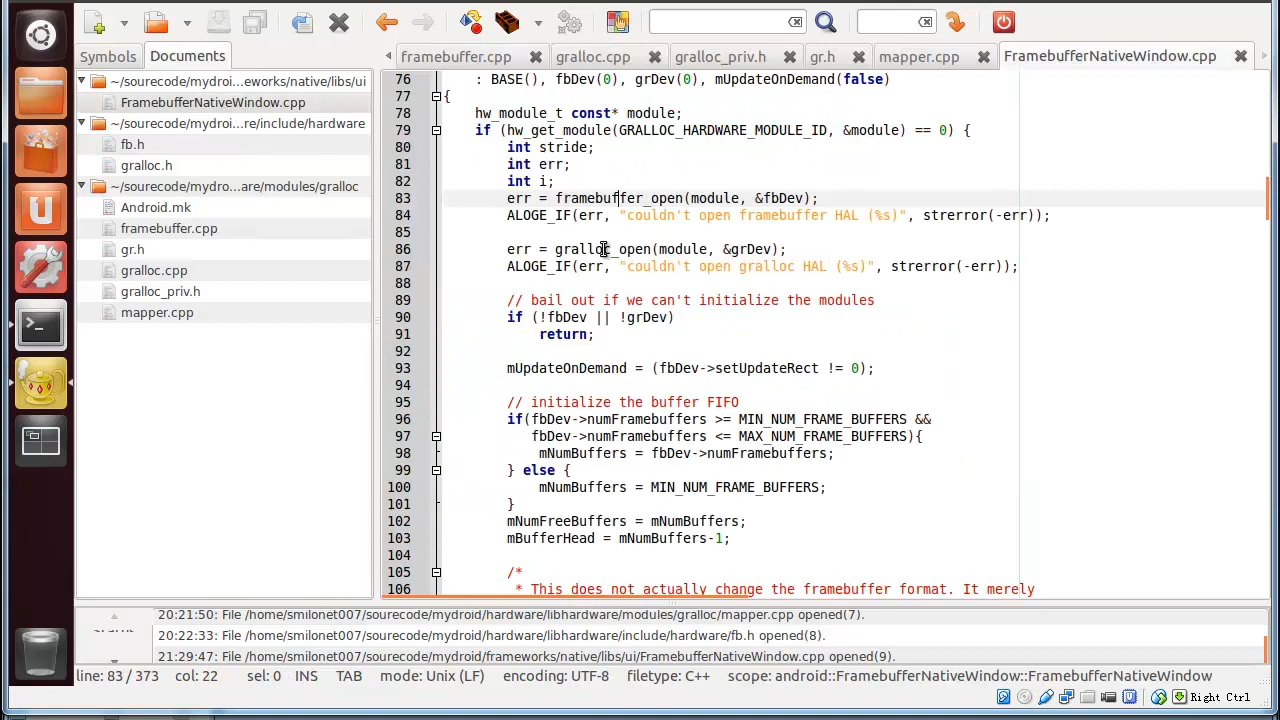 Symbols Documents framebuffer.cpp gralloc.cpp gralloc_priv.h gr.h mapper.cpp FramebufferNativeWindow.cpp
~/sourecode/mydroi...eworks/native/libs/ui
FramebufferNativeWindow.cpp
~/sourecode/mydroi...re/include/hardware
fb.h
gralloc.h
~/sourecode/mydro...are/modules/gralloc
Android.mk
framebuffer.cpp
gr.h
gralloc.cpp
gralloc_priv.h
mapper.cpp
76 : BASE(), fbDev(0), grDev(0), mUpdateOnDemand(false)
77 {
78 hw_module_t const* module;
79 if (hw_get_module(GRALLOC_HARDWARE_MODULE_ID, &module) == 0) {
80 int stride;
81 int err;
82 int i;
83 err = framebuffer_open(module, &fbDev);
84 ALOGE_IF(err, "couldn't open framebuffer HAL (%s)", strerror(-err));
85
86 err = gralloc_open(module, &grDev);
87 ALOGE_IF(err, "couldn't open gralloc HAL (%s)", strerror(-err));
88
89 // bail out if we can't initialize the modules
90 if (!fbDev || !grDev)
91 return;
92
93 mUpdateOnDemand = (fbDev->setUpdateRect != 0);
94
95 // initialize the buffer FIFO
96 if(fbDev->numFramebuffers >= MIN_NUM_FRAME_BUFFERS &&
97 fbDev->numFramebuffers <= MAX_NUM_FRAME_BUFFERS){
98 mNumBuffers = fbDev->numFramebuffers;
99 } else {
100 mNumBuffers = MIN_NUM_FRAME_BUFFERS;
101 }
102 mNumFreeBuffers = mNumBuffers;
103 mBufferHead = mNumBuffers-1;
104
105 /*
106 * This does not actually change the framebuffer format. It merely
20:21:50: File /home/smilonet007/sourecode/mydroid/hardware/libhardware/modules/gralloc/mapper.cpp opened(7).
20:22:33: File /home/smilonet007/sourecode/mydroid/hardware/libhardware/include/hardware/fb.h opened(8).
21:29:47: File /home/smilonet007/sourecode/mydroid/frameworks/native/libs/ui/FramebufferNativeWindow.cpp opened(9).
line: 83 / 373 col: 22 sel: 0 INS TAB mode: Unix (LF) encoding: UTF-8 filetype: C++ scope: android::FramebufferNativeWindow::FramebufferNativeWindow
Right Ctrl